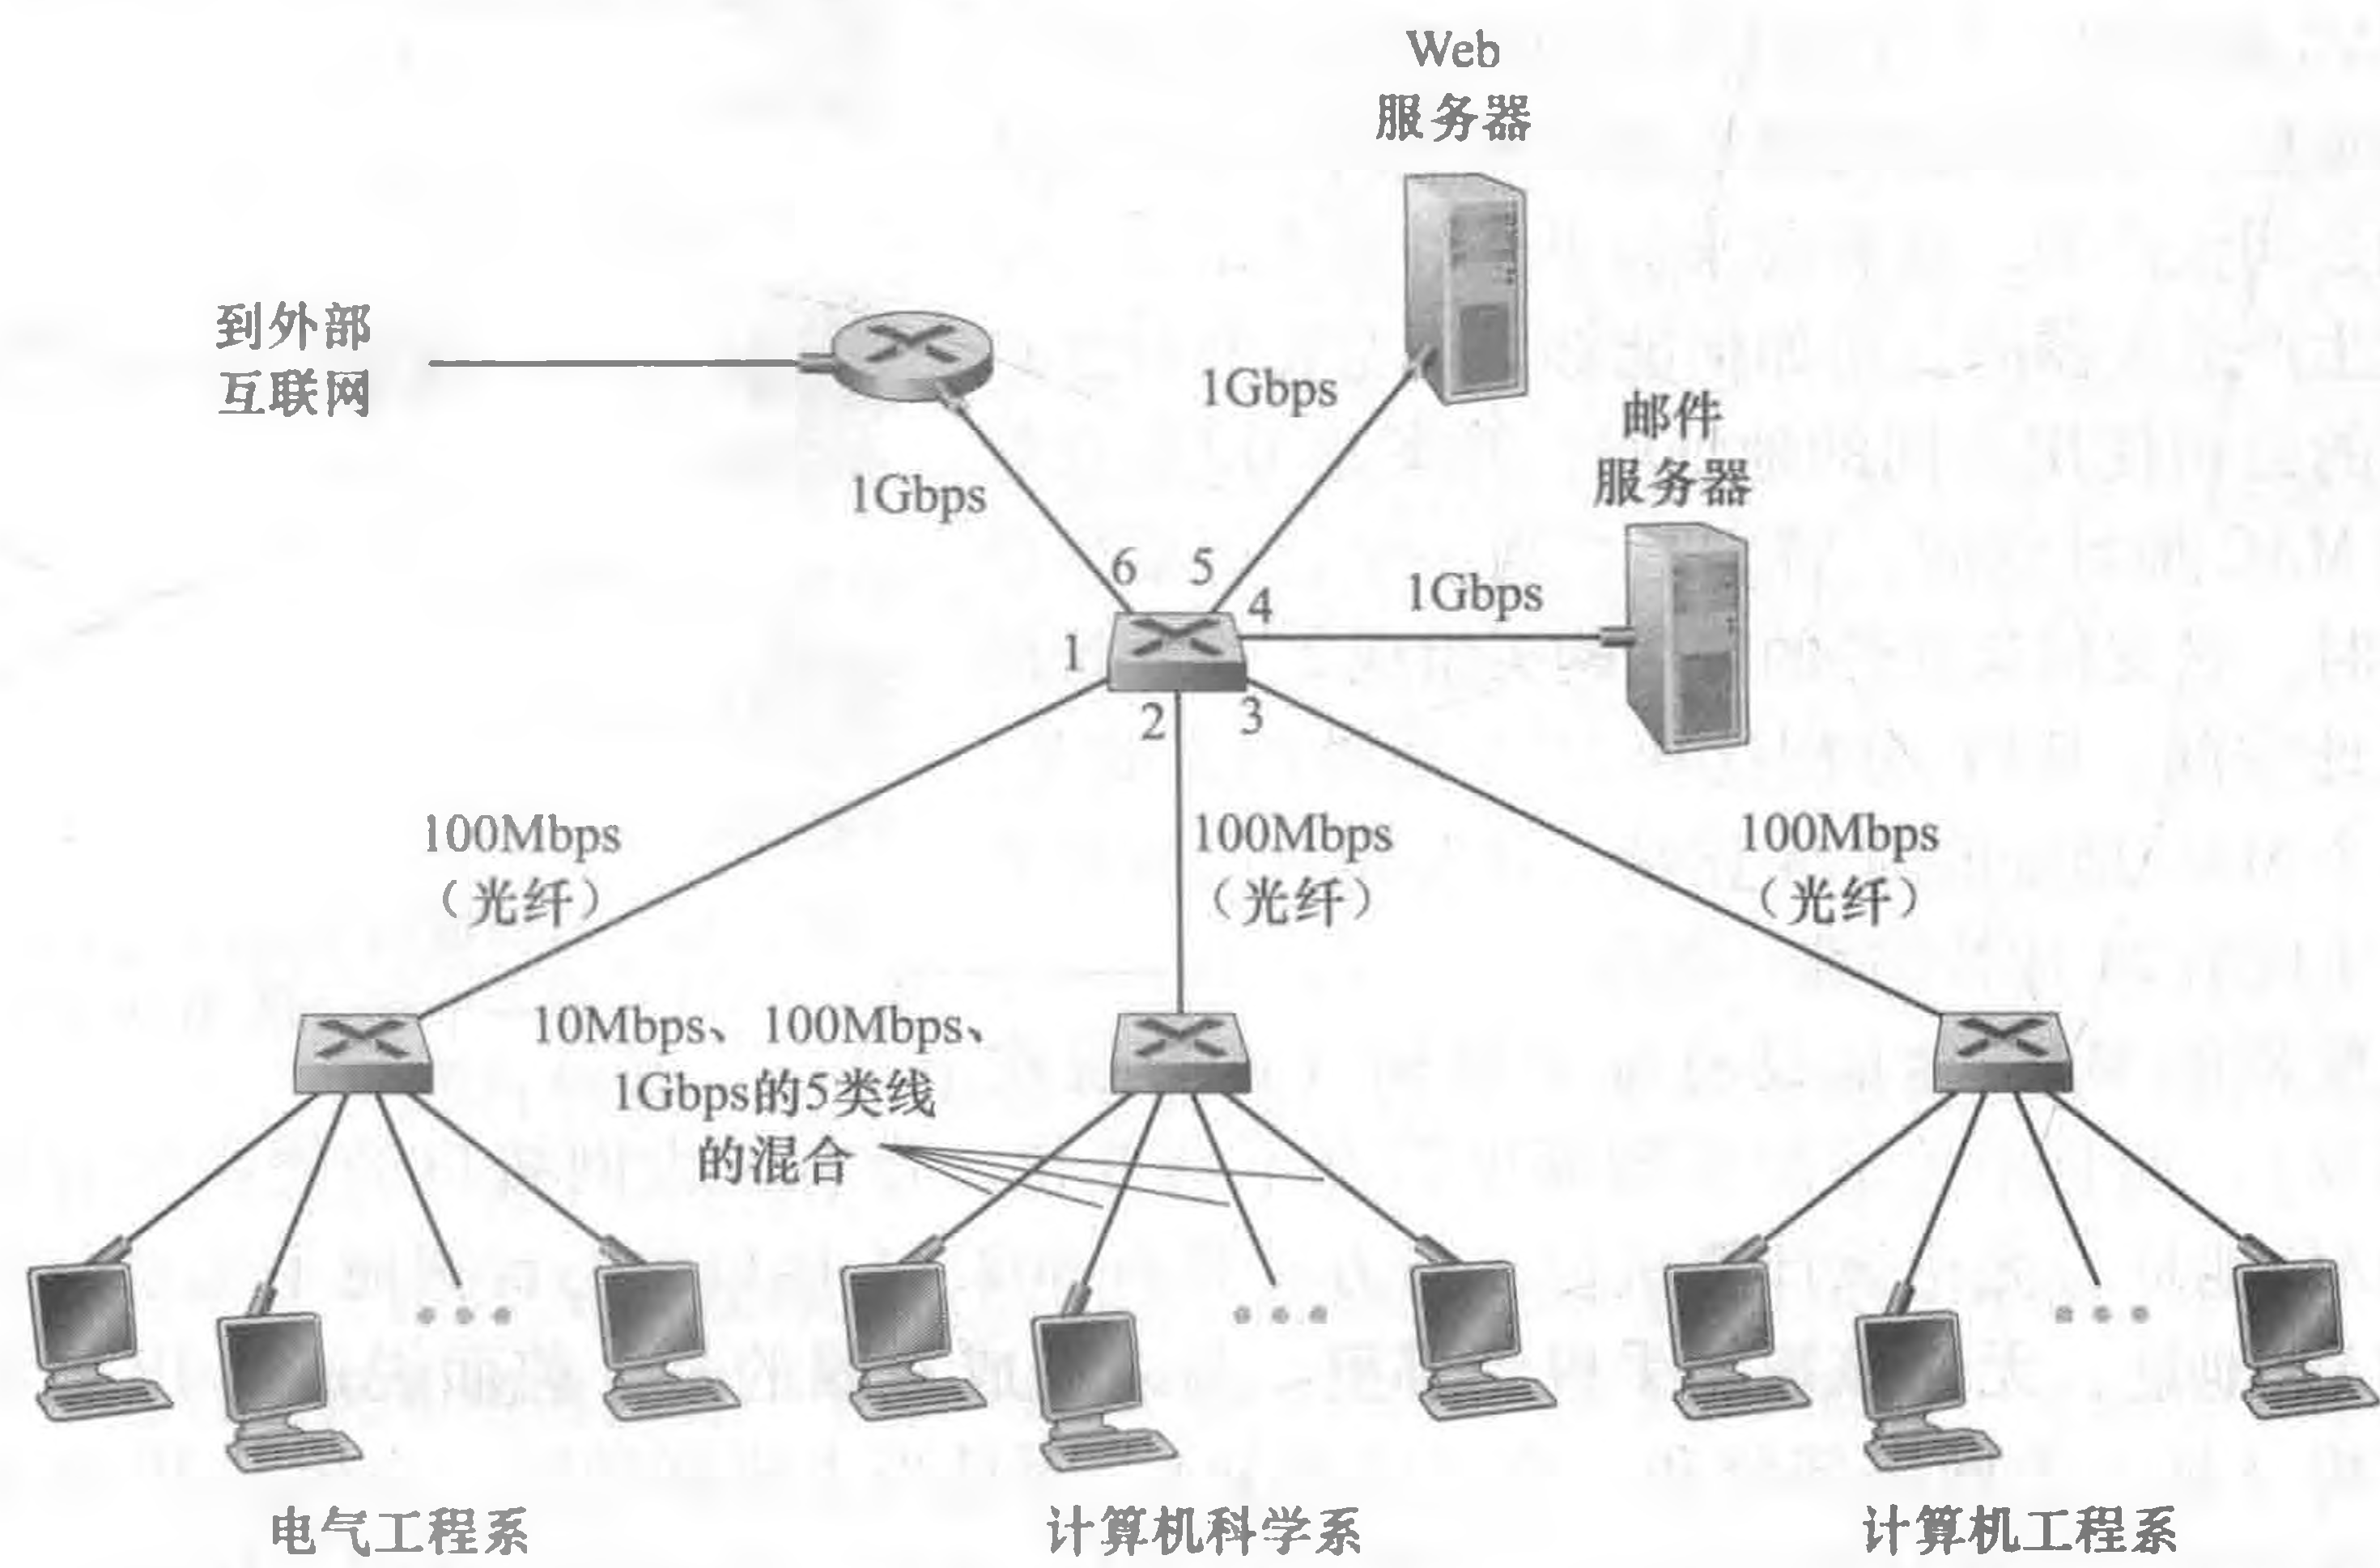 Web
服务器
到外部
互联网
1Gbps
邮件
服务器
1Gbps
6
5
4
1Gbps
1
2
3
100Mbps
（光纤）
100Mbps
（光纤）
100Mbps
（光纤）
10Mbps、100Mbps、
1Gbps的5类线
的混合
电气工程系
计算机科学系
计算机工程系